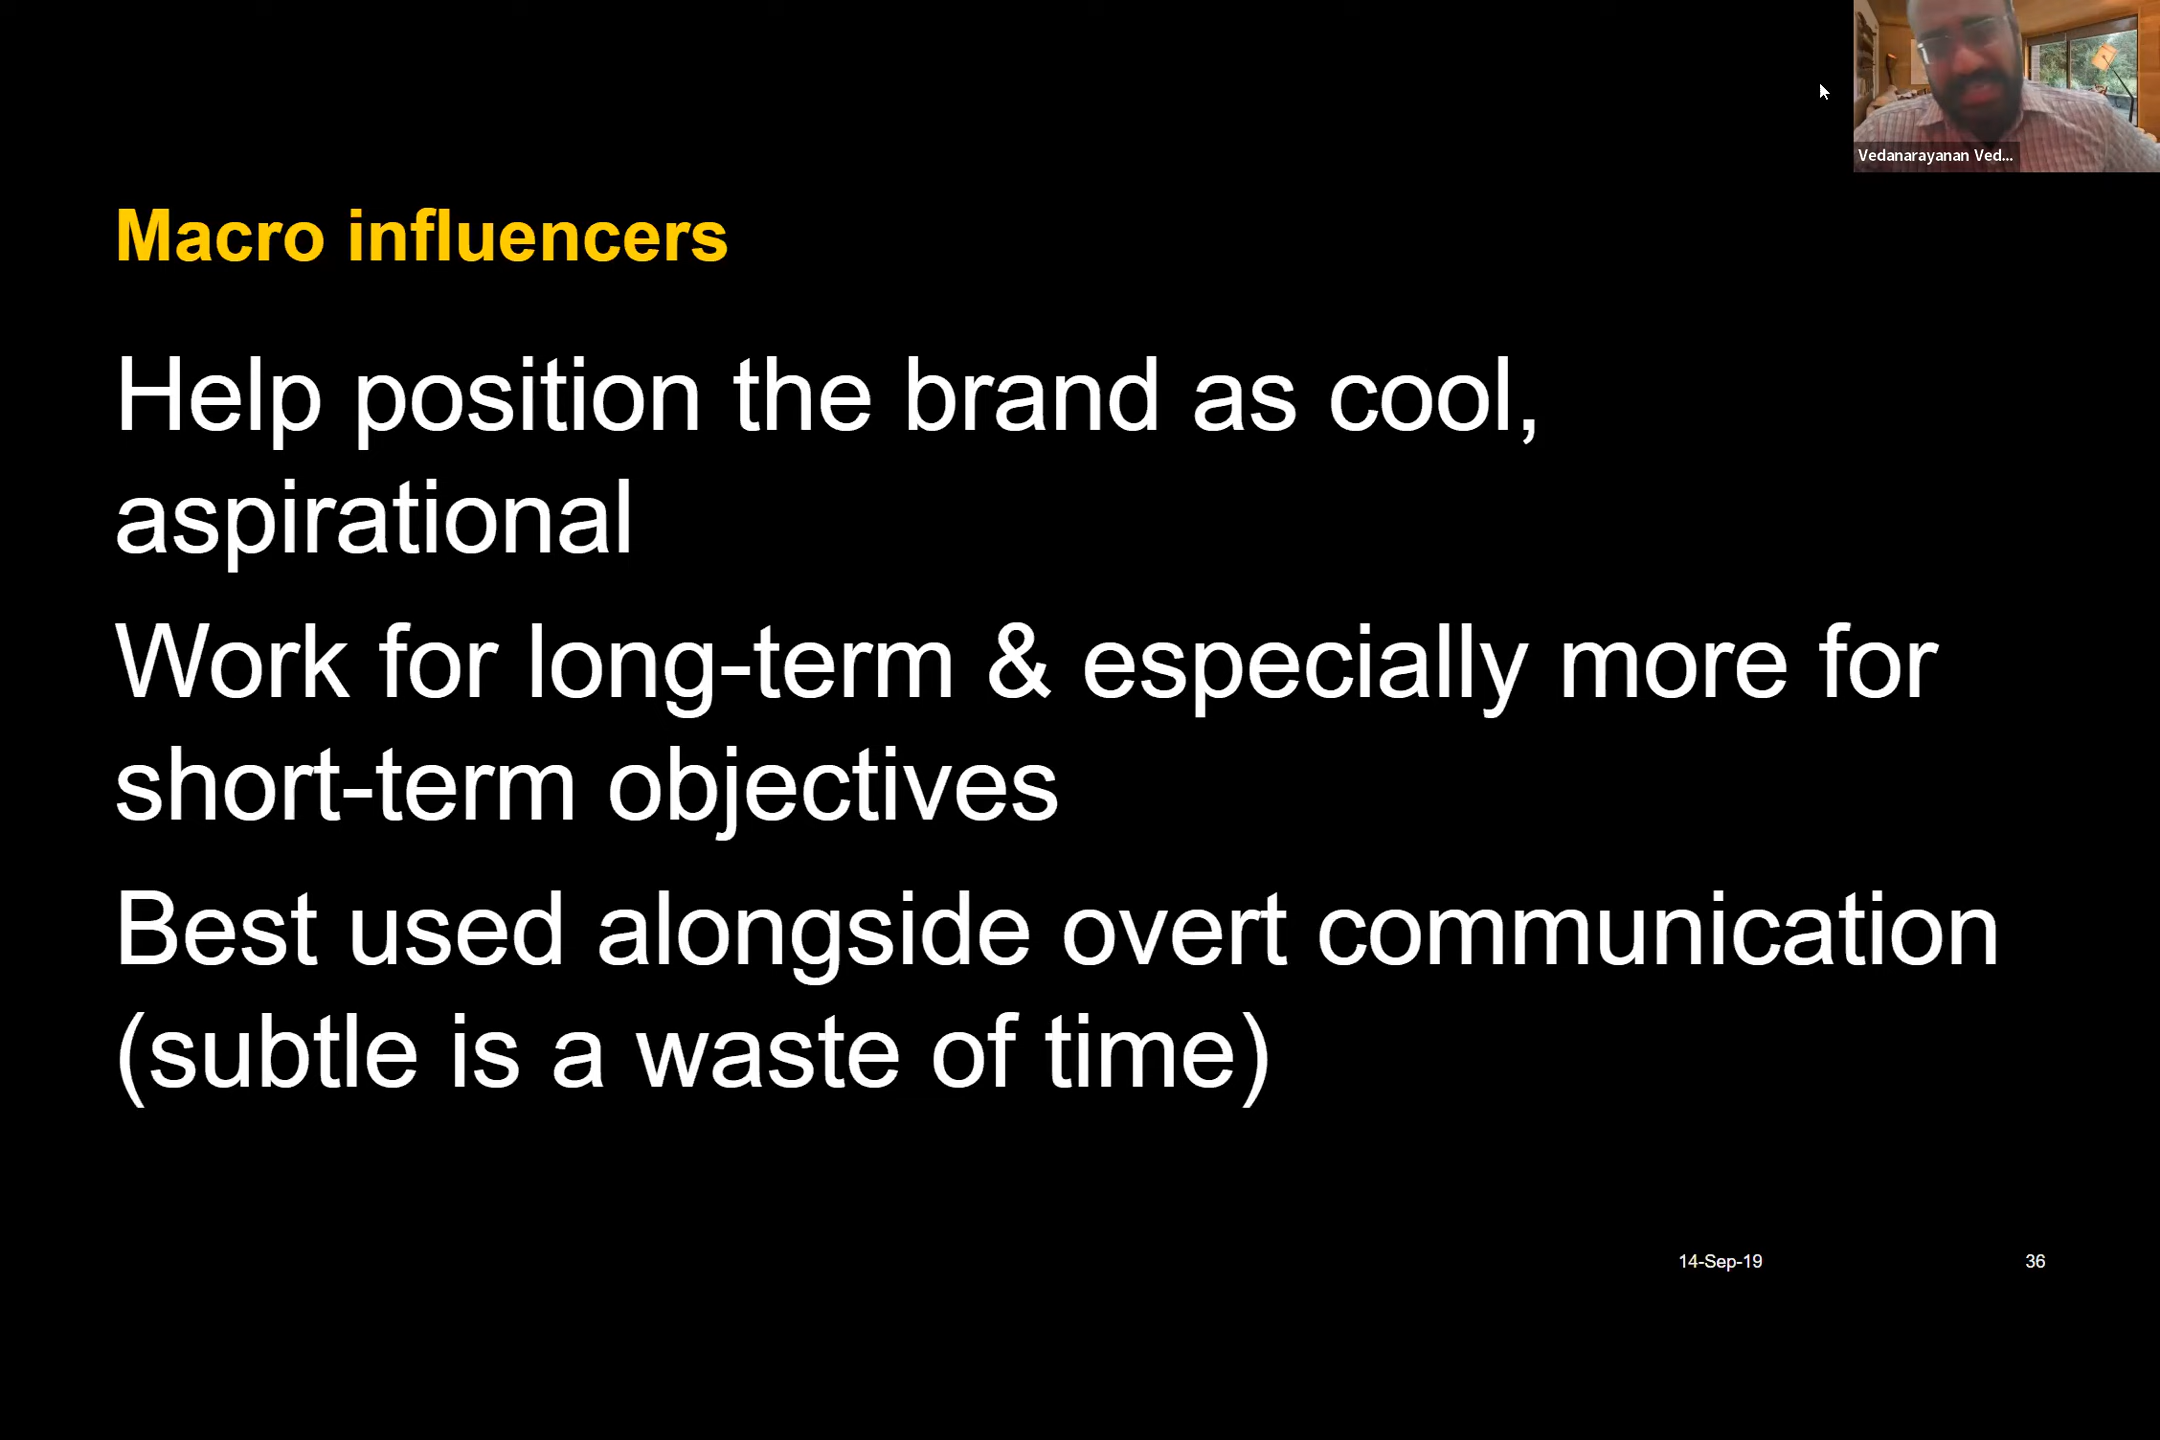 Vedanarayanan Ved...
Macro influencers
Help position the brand as cool,
aspirational
Work for long-term & especially more for
short-term objectives
Best used alongside overt communication
(subtle is a waste of time)
14-Sep-19
36